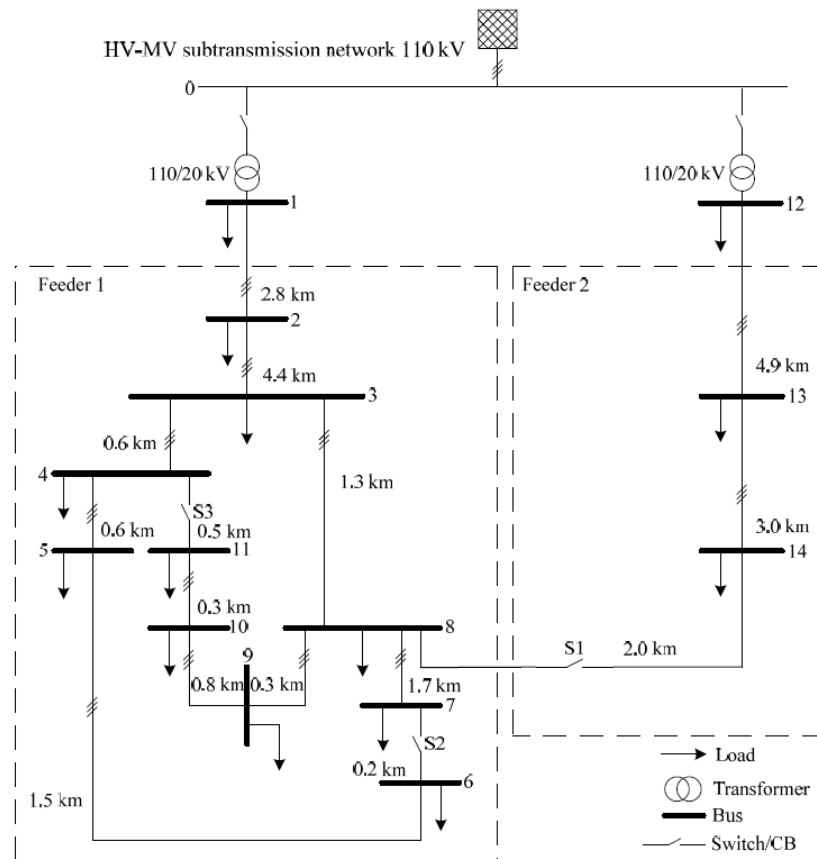 HV-MV subtransmission network 110 kV
0
110/20 kV
110/20 kV
1
12
Feeder 1
Feeder 2
2.8 km
2
4.4 km
4.9 km
3
13
0.6 km
4
1.3 km
S3
0.6 km
0.5 km
3.0 km
5
11
14
0.3 km
10
8
9
S1
2.0 km
0.8 km
0.3 km
1.7 km
7
S2
Load
0.2 km
6
1.5 km
Transformer
Bus
Switch/CB